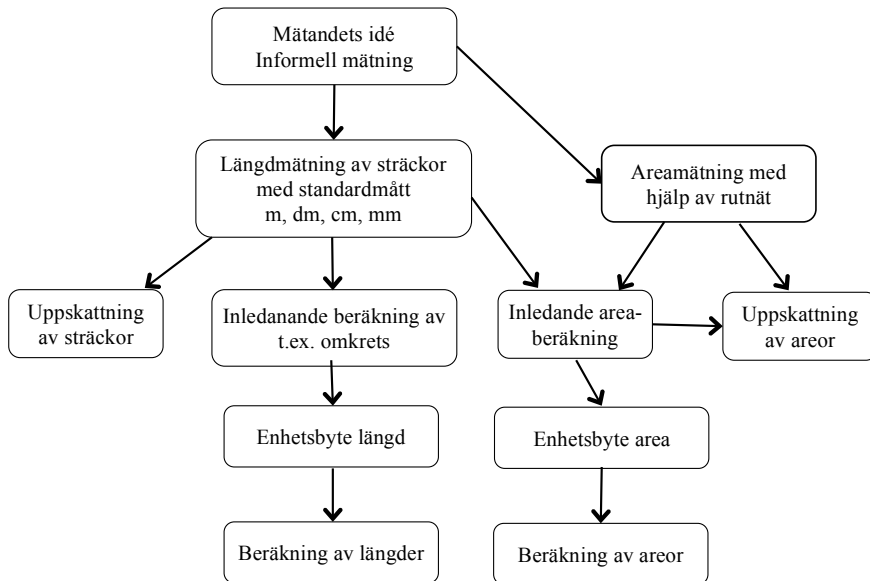 Mätandets idé
Informell mätning
Längdmätning av sträckor
med standardmått
m, dm, cm, mm
Areamätning med
hjälp av rutnät
Uppskattning
av sträckor
Inledanande beräkning av
t.ex. omkrets
Inledande area-
beräkning
Uppskattning
av areor
Enhetsbyte längd
Enhetsbyte area
Beräkning av längder
Beräkning av areor